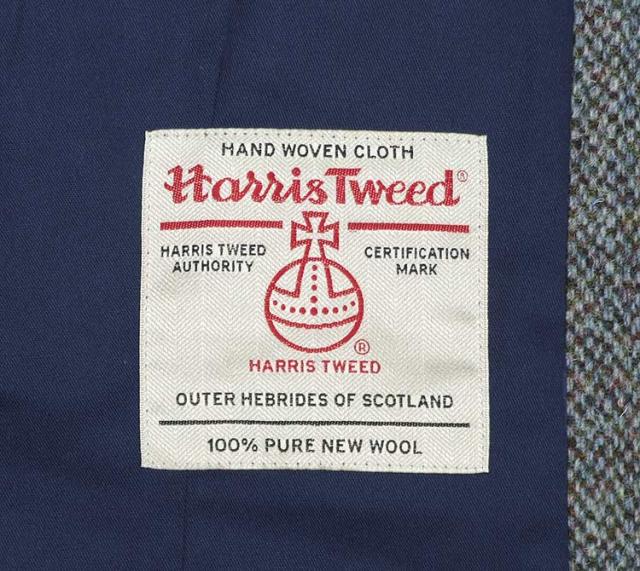 HAND WOVEN CLOTH
Harris Tweed®
HARRIS TWEED AUTHORITY
CERTIFICATION MARK
®
HARRIS TWEED
OUTER HEBRIDES OF SCOTLAND
100% PURE NEW WOOL